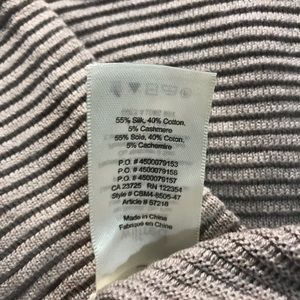 55% Silk, 40% Cotton,
5% Cashmere
55% Soie, 40% Coton,
5% Cachemire
P.O. # 4500079153
P.O. # 4500079156
P.O. # 4500079157
CA 23725 RN 122354
Style # CBM4-8505-47
Article # 67218
Made in China
Fabriqué en Chine